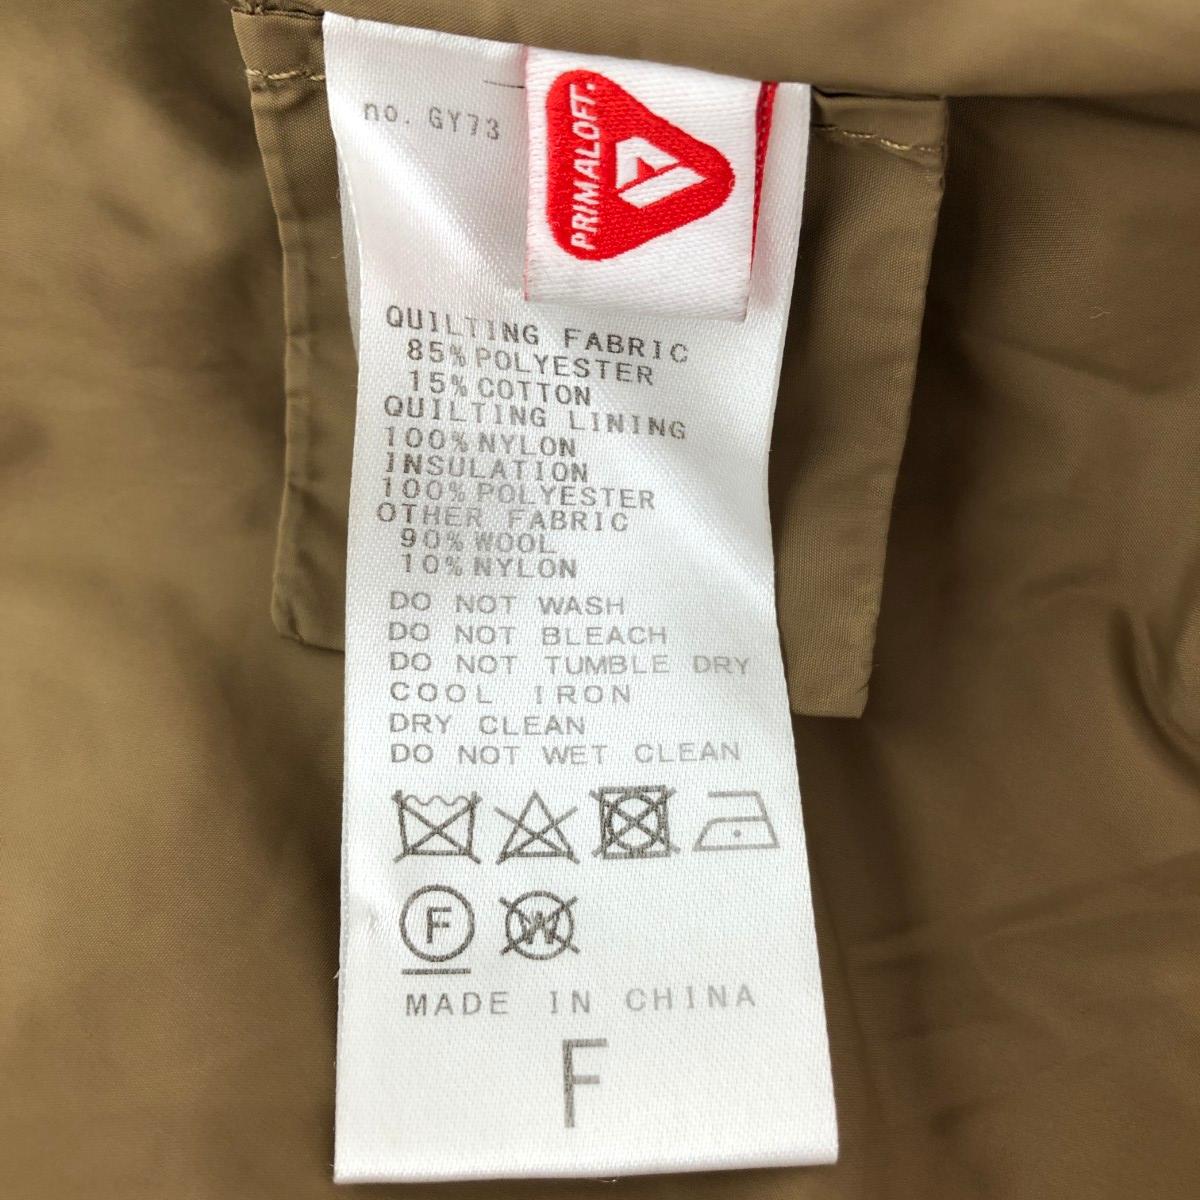 no. GY73
PRIMALOFT.
QUILTING FABRIC
85%POLYESTER
15%COTTON
QUILTING LINING
100%NYLON
INSULATION
100%POLYESTER
OTHER FABRIC
90%WOOL
10%NYLON
DO NOT WASH
DO NOT BLEACH
DO NOT TUMBLE DRY
COOL IRON
DRY CLEAN
DO NOT WET CLEAN
F W
MADE IN CHINA
F